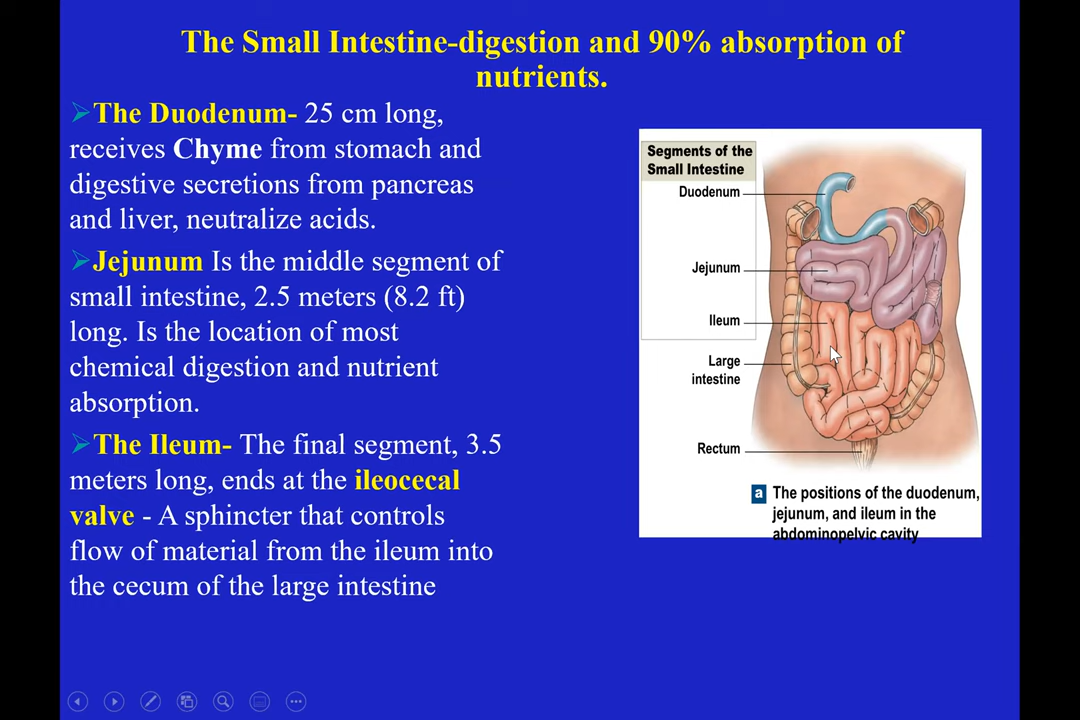 The Small Intestine-digestion and 90% absorption of
nutrients.
➢The Duodenum- 25 cm long,
receives Chyme from stomach and
digestive secretions from pancreas
and liver, neutralize acids.
➢Jejunum Is the middle segment of
small intestine, 2.5 meters (8.2 ft)
long. Is the location of most
chemical digestion and nutrient
absorption.
➢The Ileum- The final segment, 3.5
meters long, ends at the ileocecal
valve - A sphincter that controls
flow of material from the ileum into
the cecum of the large intestine
Segments of the
Small Intestine
Duodenum
Jejunum
Ileum
Large
intestine
Rectum
a The positions of the duodenum,
jejunum, and ileum in the
abdominopelvic cavity